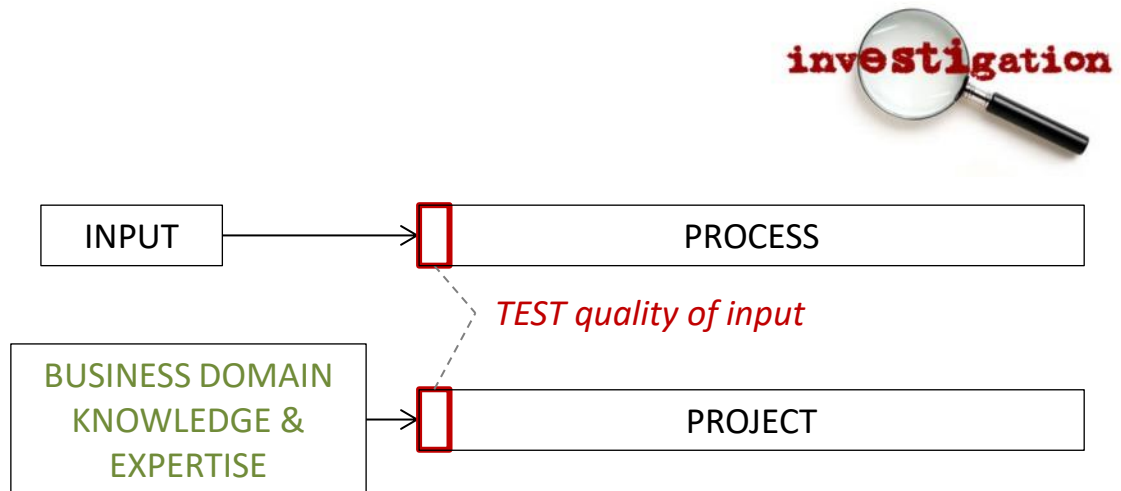 investigation
INPUT
PROCESS
TEST quality of input
BUSINESS DOMAIN
KNOWLEDGE &
EXPERTISE
PROJECT